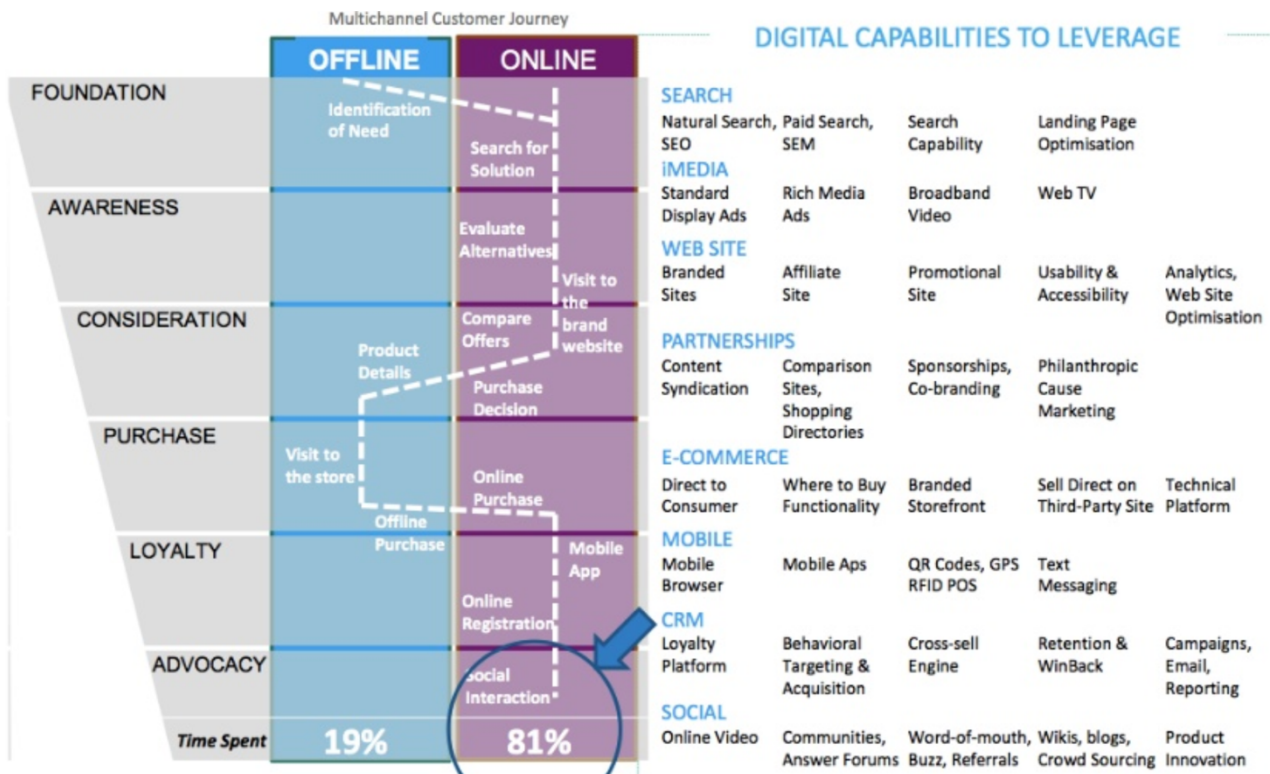 Multichannel Customer Journey
OFFLINE
ONLINE
DIGITAL CAPABILITIES TO LEVERAGE
FOUNDATION
Identification
of Need
Search for
Solution
AWARENESS
Evaluate
Alternatives
Visit to
the
brand
website
CONSIDERATION
Compare
Offers
Product
Details
Purchase
Decision
PURCHASE
Visit to
the store
Online
Purchase
Offline
Purchase
LOYALTY
Mobile
App
Online
Registration
ADVOCACY
Social
Interaction
Time Spent
19%
81%
SEARCH
Natural Search, Paid Search, Search Landing Page
SEO SEM Capability Optimisation
iMEDIA
Standard Rich Media Broadband Web TV
Display Ads Ads Video
WEB SITE
Branded Affiliate Promotional Usability & Analytics,
Sites Site Site Accessibility Web Site
Optimisation
PARTNERSHIPS
Content Comparison Sponsorships, Philanthropic
Syndication Sites, Co-branding Cause
Shopping Marketing
Directories
E-COMMERCE
Direct to Where to Buy Branded Sell Direct on Technical
Consumer Functionality Storefront Third-Party Site Platform
MOBILE
Mobile Mobile Aps QR Codes, GPS Text
Browser RFID POS Messaging
CRM
Loyalty Behavioral Cross-sell Retention & Campaigns,
Platform Targeting & Engine WinBack Email,
Acquisition Reporting
SOCIAL
Online Video Communities, Word-of-mouth, Wikis, blogs, Product
Answer Forums Buzz, Referrals Crowd Sourcing Innovation